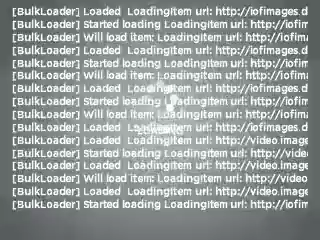 [BulkLoader] Loaded LoadingItem url: http://iofimages.d
[BulkLoader] Started loading LoadingItem url: http://iofim
[BulkLoader] Will load item: LoadingItem url: http://iofima
[BulkLoader] Loaded LoadingItem url: http://iofimages.d
[BulkLoader] Started loading LoadingItem url: http://iofim
[BulkLoader] Will load item: LoadingItem url: http://iofima
[BulkLoader] Loaded LoadingItem url: http://iofimages.d
[BulkLoader] Started loading LoadingItem url: http://iofim
[BulkLoader] Will load item: LoadingItem url: http://iofima
[BulkLoader] Loaded LoadingItem url: http://iofimages.d
[BulkLoader] Loaded LoadingItem url: http://video.image
[BulkLoader] Started loading LoadingItem url: http://vide
[BulkLoader] Loaded LoadingItem url: http://video.image
[BulkLoader] Will load item: LoadingItem url: http://video.
[BulkLoader] Loaded LoadingItem url: http://video.image
[BulkLoader] Started loading LoadingItem url: http://iofim